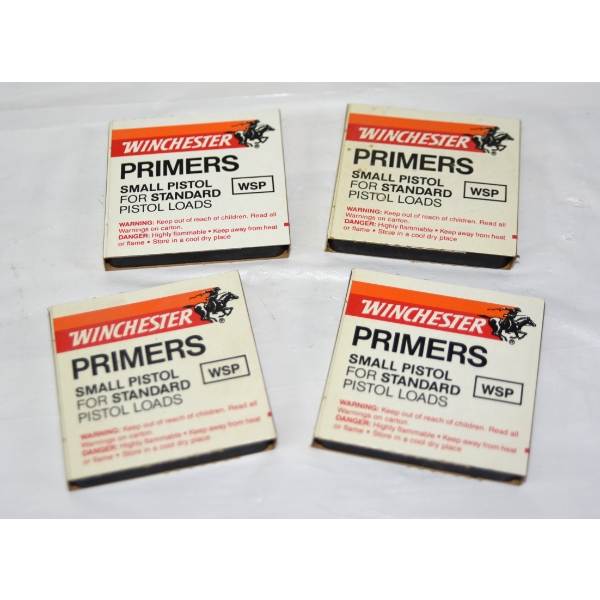 WINCHESTER
®
PRIMERS
SMALL PISTOL
FOR STANDARD
PISTOL LOADS
WSP
WARNING: Keep out of reach of children. Read all
Warnings on carton.
DANGER: Highly flammable • Keep away from heat
or flame • Store in a cool dry place
WINCHESTER
®
PRIMERS
SMALL PISTOL
FOR STANDARD
PISTOL LOADS
WSP
WARNING: Keep out of reach of children. Read all
Warnings on carton.
DANGER: Highly flammable • Keep away from heat
or flame • Store in a cool dry place
WINCHESTER
®
PRIMERS
SMALL PISTOL
FOR STANDARD
PISTOL LOADS
WSP
WARNING: Keep out of reach of children. Read all
Warnings on carton.
DANGER: Highly flammable • Keep away from heat
or flame • Store in a cool dry place
WINCHESTER
®
PRIMERS
SMALL PISTOL
FOR STANDARD
PISTOL LOADS
WSP
WARNING: Keep out of reach of children. Read all
Warnings on carton.
DANGER: Highly flammable • Keep away from heat
or flame • Store in a cool dry place